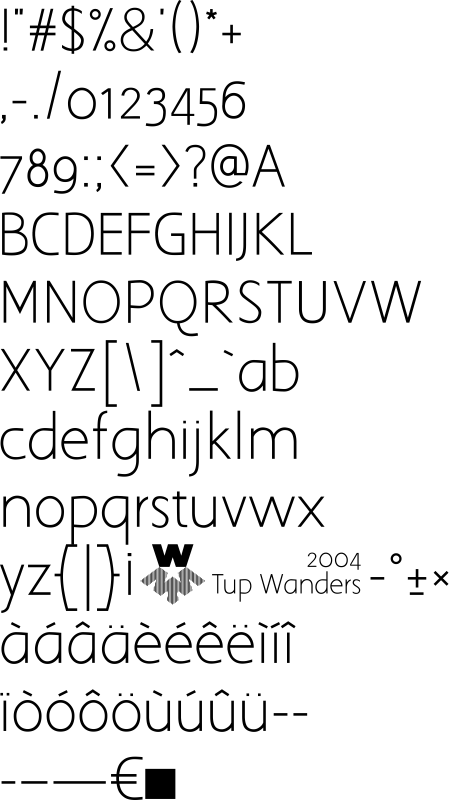 !"#$%&'()*+
,-./0123456
789:;<=>?@A
BCDEFGHIJKL
MNOPQRSTUVW
XYZ[\]^_`ab
cdefghijklm
nopqrstuvwx
yz{|}¡ W 2004 Tup Wanders -°±×
àáâäèéêëìíî
ïòóôöùúûü--
-–—€■